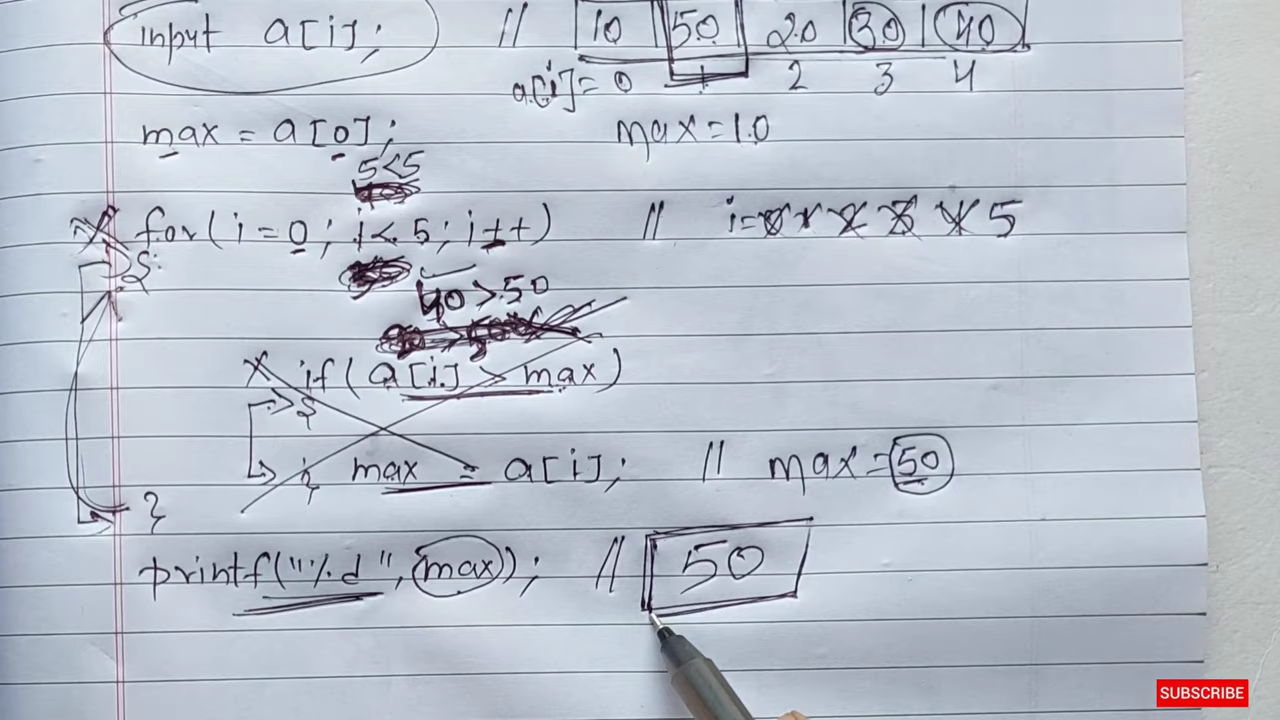 input a[i]; // 10 50 20 30 40
a[i]= 0 1 2 3 4
max = a[0]; max=10
5<5
for(i=0; i<5; i++) // i=0 1 2 3 4 5
{
40>50
if(a[i] > max)
{
} max = a[i]; // max=50
}
printf("%d", max); // 50
SUBSCRIBE